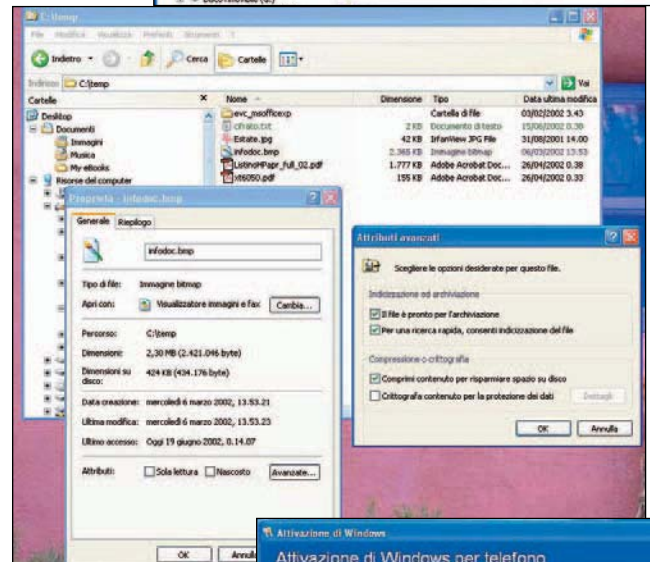 C:\temp
File Modifica Visualizza Preferiti Strumenti ?
Indietro Cerca Cartelle
Indirizzo C:\temp Vai
Cartelle X Nome Dimensione Tipo Data ultima modifica
Desktop
Documenti
Immagini
Musica
My eBooks
Risorse del computer
evc_msofficexp Cartella di file 03/02/2002 3.43
cifrato.txt 2 KB Documento di testo 15/06/2002 0.38
Estate.jpg 42 KB IrfanView JPG File 31/08/2001 14.00
infodoc.bmp 2.365 KB Immagine bitmap 06/03/2002 13.53
ListinoHPapr_full_02.pdf 1.777 KB Adobe Acrobat Doc... 26/04/2002 0.38
xt6050.pdf 155 KB Adobe Acrobat Doc... 26/04/2002 0.33
Proprietà - infodoc.bmp
Generale Riepilogo
infodoc.bmp
Tipo di file: Immagine bitmap
Apri con: Visualizzatore immagini e fax Cambia...
Percorso: C:\temp
Dimensioni: 2,30 MB (2.421.046 byte)
Dimensioni su disco: 424 KB (434.176 byte)
Data creazione: mercoledì 6 marzo 2002, 13.53.21
Ultima modifica: mercoledì 6 marzo 2002, 13.53.23
Ultimo accesso: Oggi 19 giugno 2002, 0.14.07
Attributi: Sola lettura Nascosto Avanzate...
OK
Attributi avanzati
Scegliere le opzioni desiderate per questo file.
Indicizzazione ed archiviazione
Il file è pronto per l'archiviazione
Per una ricerca rapida, consenti indicizzazione del file
Compressione o crittografia
Comprimi contenuto per risparmiare spazio su disco
Crittografa contenuto per la protezione dei dati Dettagli
OK Annulla
Attivazione di Windows
Attivazione di Windows per telefono